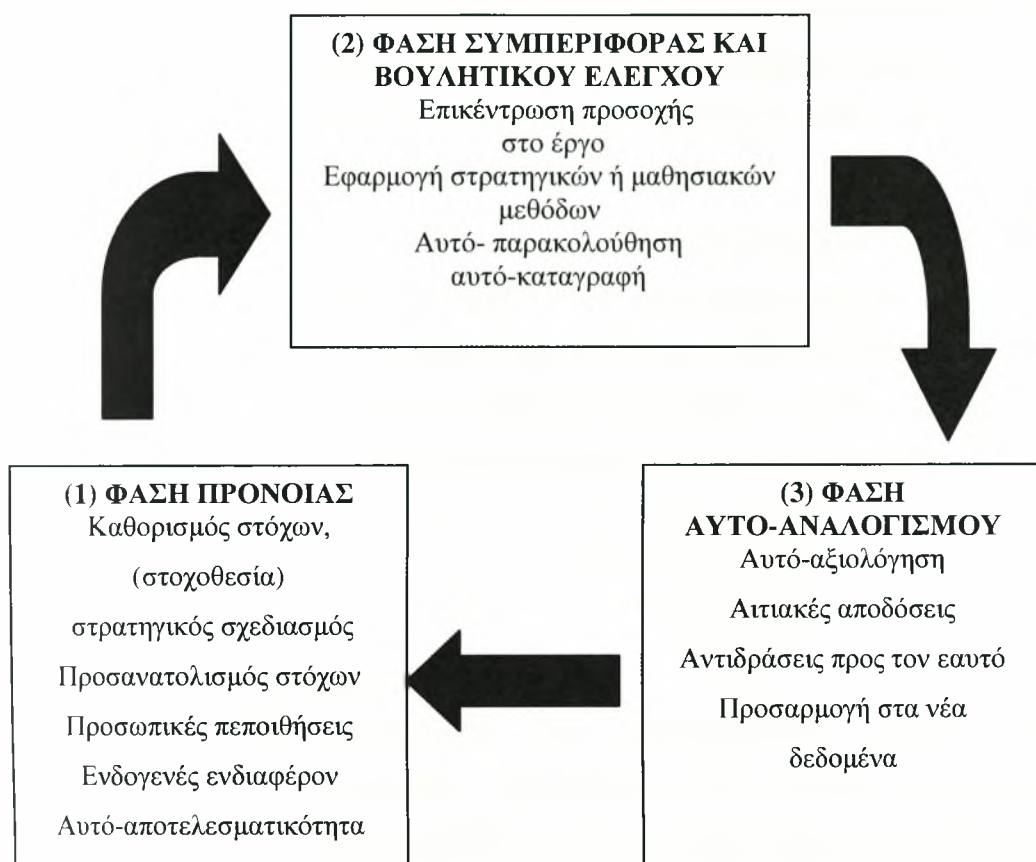 (2) ΦΑΣΗ ΣΥΜΠΕΡΙΦΟΡΑΣ ΚΑΙ
ΒΟΥΛΗΤΙΚΟΥ ΕΛΕΓΧΟΥ
Επικέντρωση προσοχής
στο έργο
Εφαρμογή στρατηγικών ή μαθησιακών
μεθόδων
Αυτό- παρακολούθηση
αυτό-καταγραφή
(1) ΦΑΣΗ ΠΡΟΝΟΙΑΣ
Καθορισμός στόχων,
(στοχοθεσία)
στρατηγικός σχεδιασμός
Προσανατολισμός στόχων
Προσωπικές πεποιθήσεις
Ενδογενές ενδιαφέρον
Αυτό-αποτελεσματικότητα
(3) ΦΑΣΗ
ΑΥΤΟ-ΑΝΑΛΟΓΙΣΜΟΥ
Αυτό-αξιολόγηση
Αιτιακές αποδόσεις
Αντιδράσεις προς τον εαυτό
Προσαρμογή στα νέα
δεδομένα